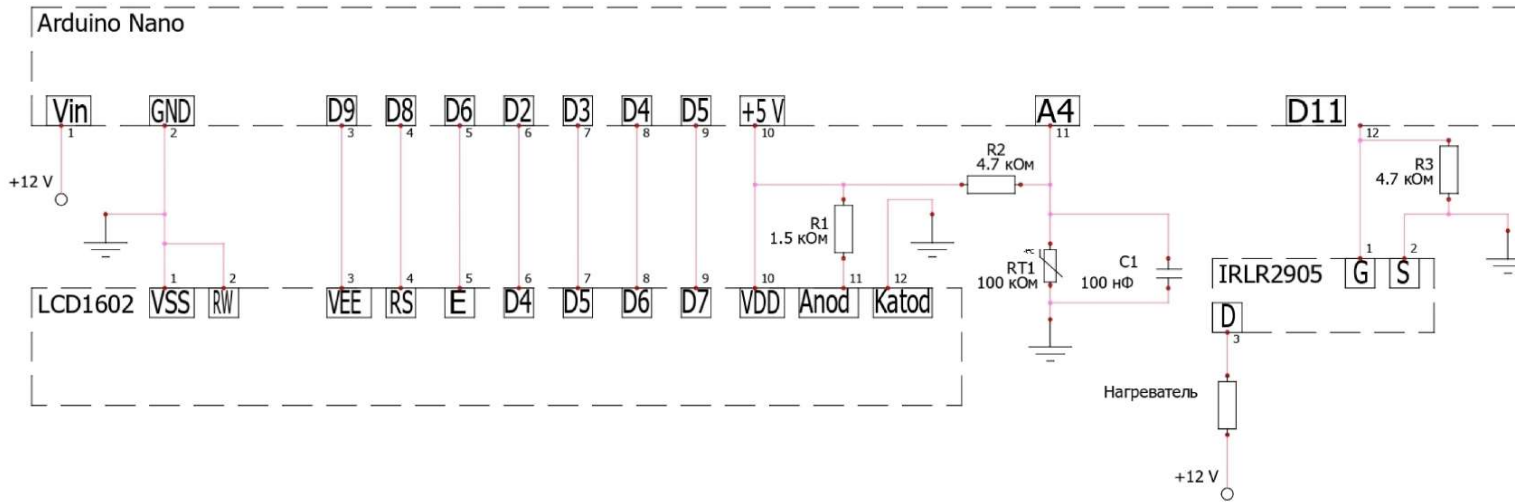 Arduino Nano
Vin GND D9 D8 D6 D2 D3 D4 D5 +5 V A4 D11
1 2 3 4 5 6 7 8 9 10 11 12
+12 V
R2
4.7 кОм
R3
4.7 кОм
R1
1.5 кОм
RT1
100 кОм
C1
100 нФ
1 2 3 4 5 6 7 8 9 10 11 12
LCD1602 VSS RW VEE RS E D4 D5 D6 D7 VDD Anod Katod
1 2
IRLR2905 G S
D
3
Нагреватель
+12 V